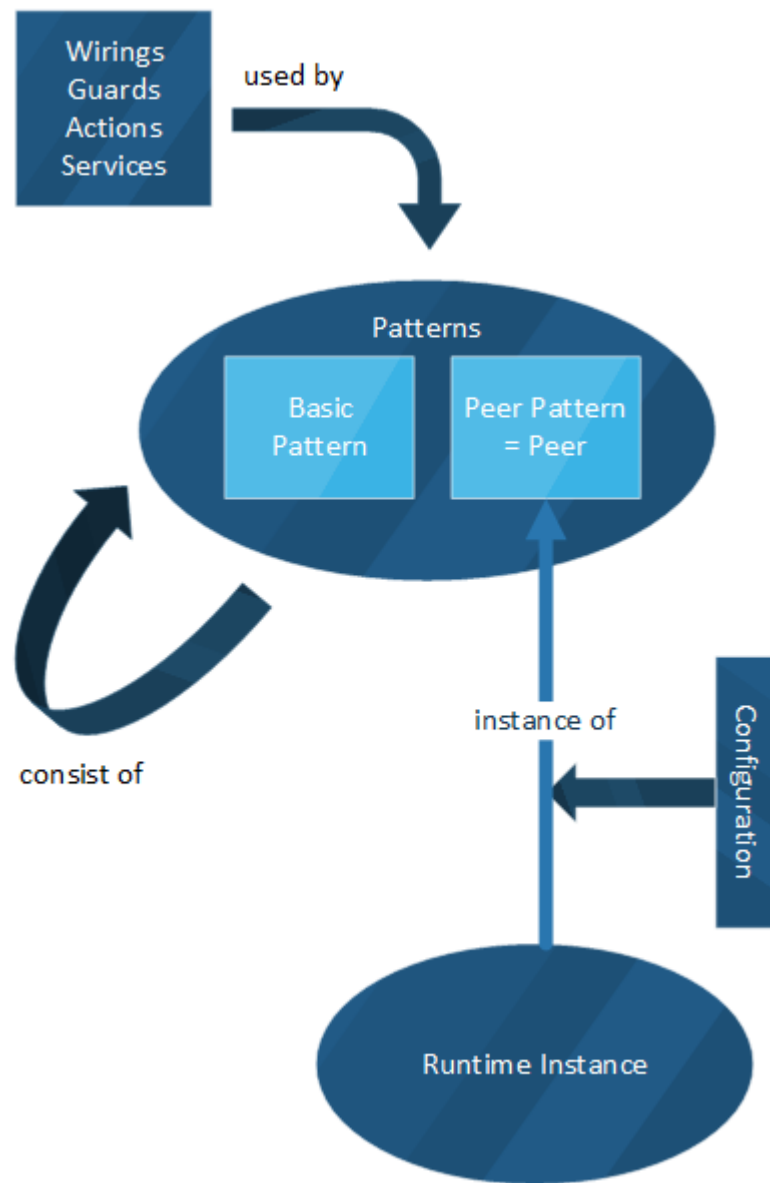 Wirings
Guards
Actions
Services
used by
Patterns
Basic
Pattern
Peer Pattern
= Peer
consist of
instance of
Configuration
Runtime Instance